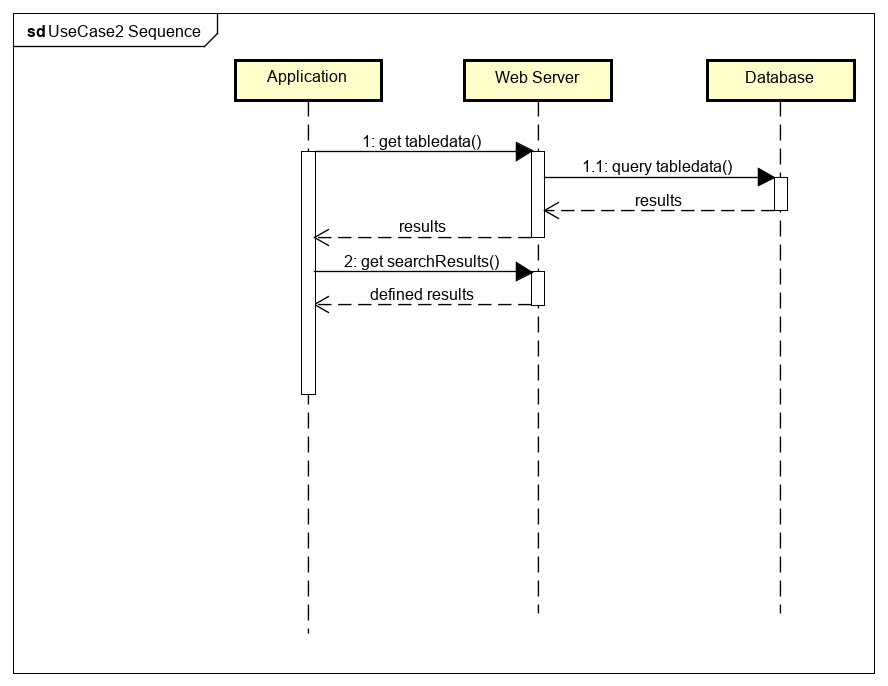 sd UseCase2 Sequence
Application
Web Server
Database
1: get tabledata()
1.1: query tabledata()
results
results
2: get searchResults()
defined results